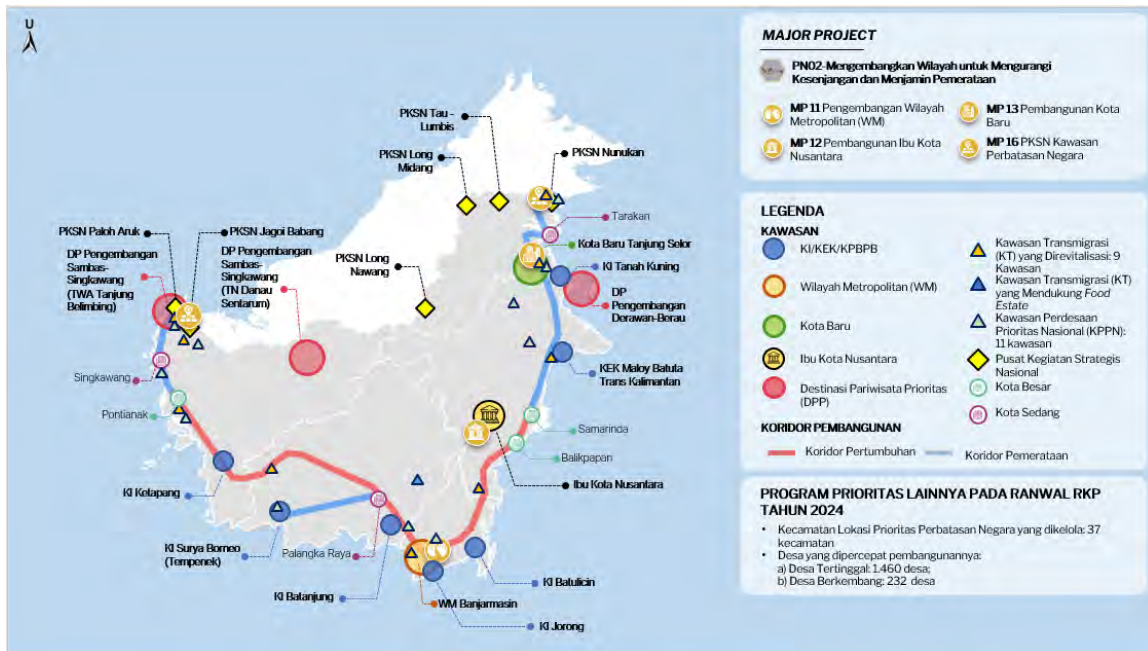 U
PKSN Tau -
Lumbis
PKSN Long
Midang
PKSN Nunukan
Tarakan
Kota Baru Tanjung Selor
KI Tanah Kuning
DP
Pengembangan
Derawan-Berau
PKSN Paloh Aruk
PKSN Jagoi Babang
DP Pengembangan
Sambas-
Singkawang
(TWA Tanjung
Belimbing)
DP Pengembangan
Sambas-
Singkawang
(TN Danau
Sentarum)
PKSN Long
Nawang
KEK Maloy Batuta
Trans Kalimantan
Singkawang
Pontianak
Samarinda
Balikpapan
Ibu Kota Nusantara
KI Ketapang
KI Surya Borneo
(Tempenek)
Palangka Raya
KI Batanjung
WM Banjarmasin
KI Batulicin
KI Jorong
MAJOR PROJECT
PN02-Mengembangkan Wilayah untuk Mengurangi
Kesenjangan dan Menjamin Pemerataan
MP 11 Pengembangan Wilayah
Metropolitan (WM)
MP 13 Pembangunan Kota
Baru
MP 12 Pembangunan Ibu Kota
Nusantara
MP 16 PKSN Kawasan
Perbatasan Negara
LEGENDA
KAWASAN
KI/KEK/KPBPB
Wilayah Metropolitan (WM)
Kota Baru
Ibu Kota Nusantara
Destinasi Pariwisata Prioritas
(DPP)
Kawasan Transmigrasi
(KT) yang Direvitalisasi: 9
Kawasan
Kawasan Transmigrasi (KT)
yang Mendukung Food
Estate
Kawasan Perdesaan
Prioritas Nasional (KPPN):
11 kawasan
Pusat Kegiatan Strategis
Nasional
Kota Besar
Kota Sedang
KORIDOR PEMBANGUNAN
Koridor Pertumbuhan
Koridor Pemerataan
PROGRAM PRIORITAS LAINNYA PADA RANWAL RKP
TAHUN 2024
• Kecamatan Lokasi Prioritas Perbatasan Negara yang dikelola: 37
kecamatan
• Desa yang dipercepat pembangunannya:
a) Desa Tertinggal: 1.460 desa;
b) Desa Berkembang: 232 desa